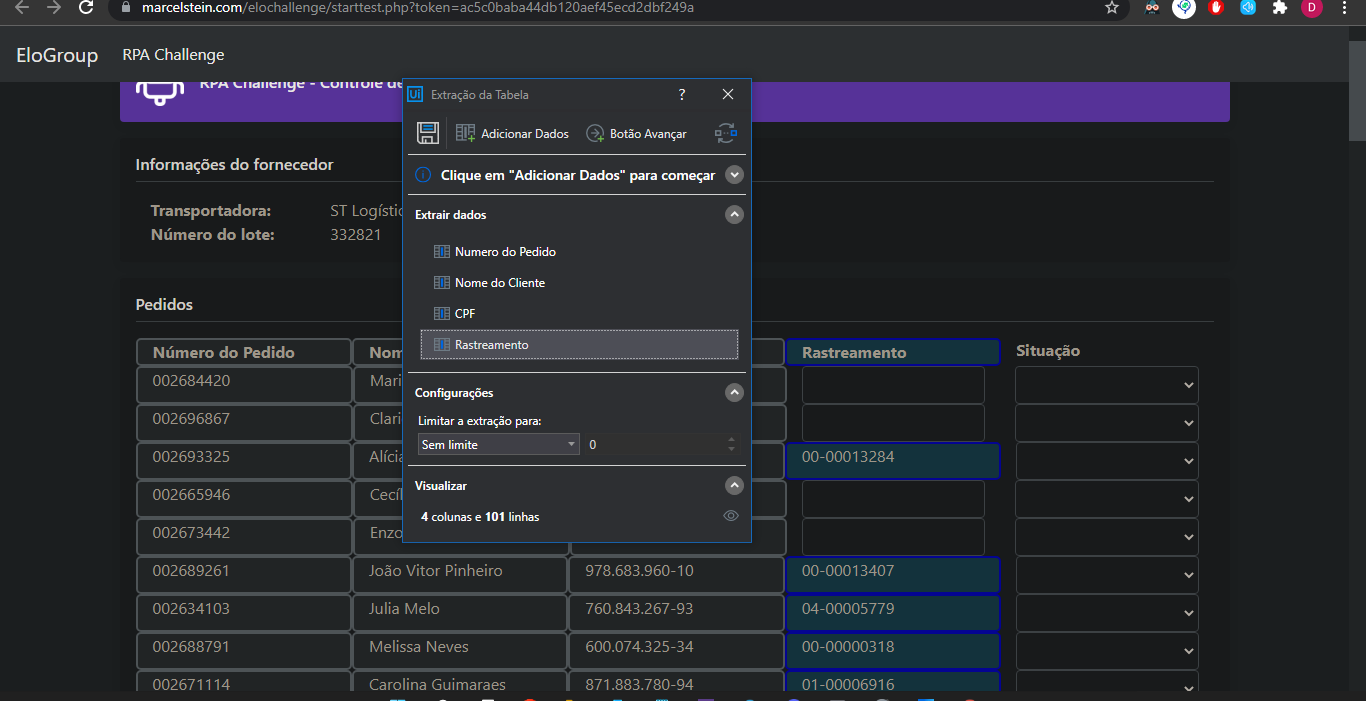 marcelstein.com/elochallenge/starttest.php?token=ac5c0baba44db120aef45ecd2dbf249a
D
EloGroup RPA Challenge
RPA Challenge - Controle de
Informações do fornecedor
Transportadora: ST Logístic
Número do lote: 332821
Pedidos
Número do Pedido Nom Rastreamento Situação
002684420 Mari
002696867 Clari
002693325 Alícia 00-00013284
002665946 Cecíl
002673442 Enzo
002689261 João Vitor Pinheiro 978.683.960-10 00-00013407
002634103 Julia Melo 760.843.267-93 04-00005779
002688791 Melissa Neves 600.074.325-34 00-00000318
002671114 Carolina Guimaraes 871.883.780-94 01-00006916
Ui Extração da Tabela ?
Adicionar Dados Botão Avançar
Clique em "Adicionar Dados" para começar
Extrair dados
Numero do Pedido
Nome do Cliente
CPF
Rastreamento
Configurações
Limitar a extração para:
Sem limite 0
Visualizar
4 colunas e 101 linhas